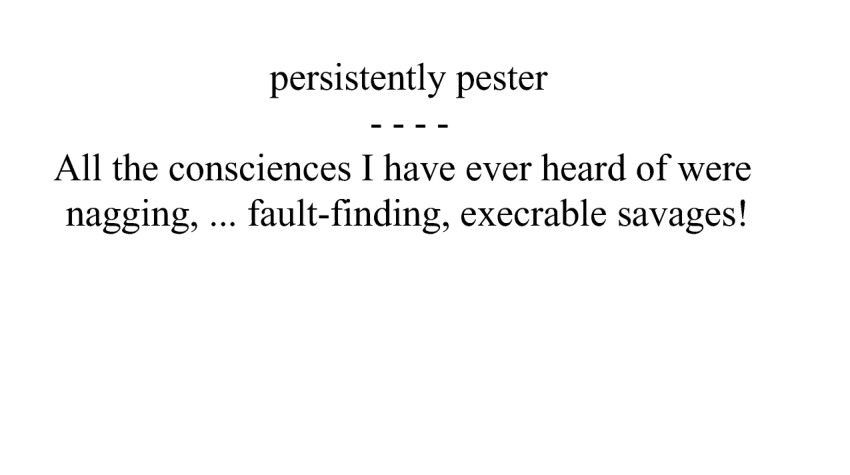 persistently pester
- - - -
All the consciences I have ever heard of were
nagging, ... fault-finding, execrable savages!